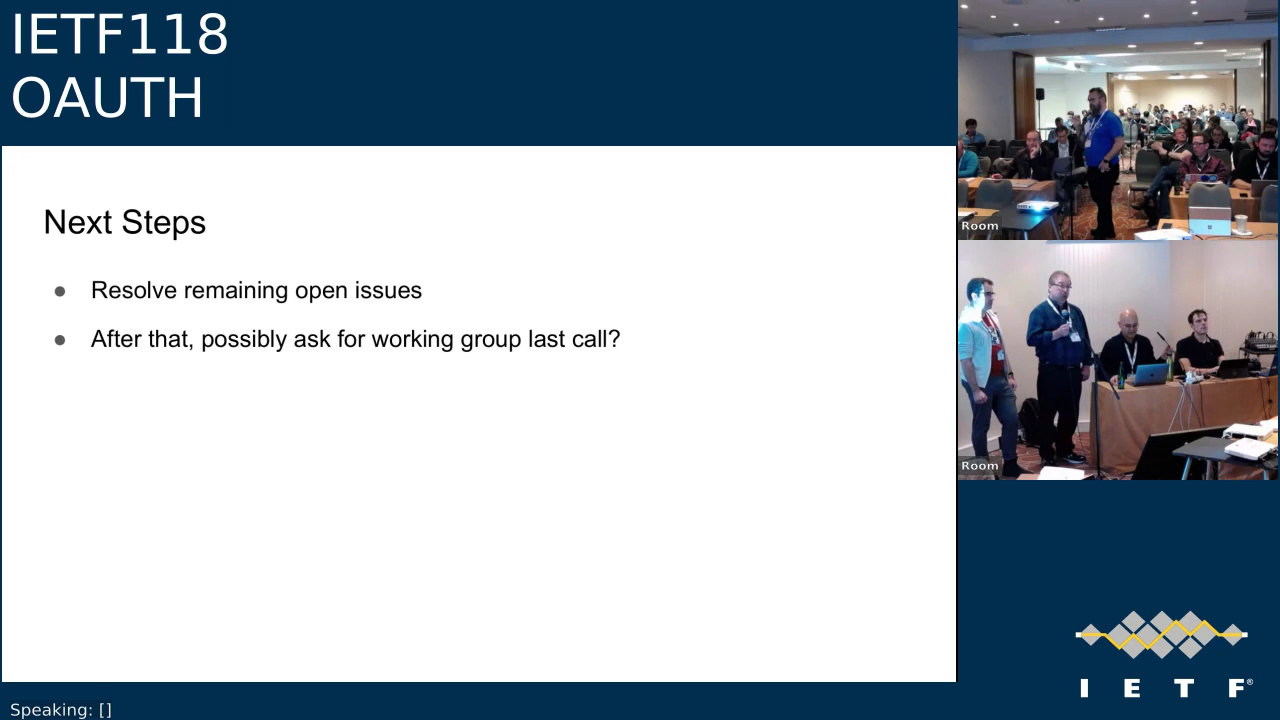 IETF118
OAUTH
Next Steps
● Resolve remaining open issues
● After that, possibly ask for working group last call?
Room
Room
I E T F®
Speaking: []